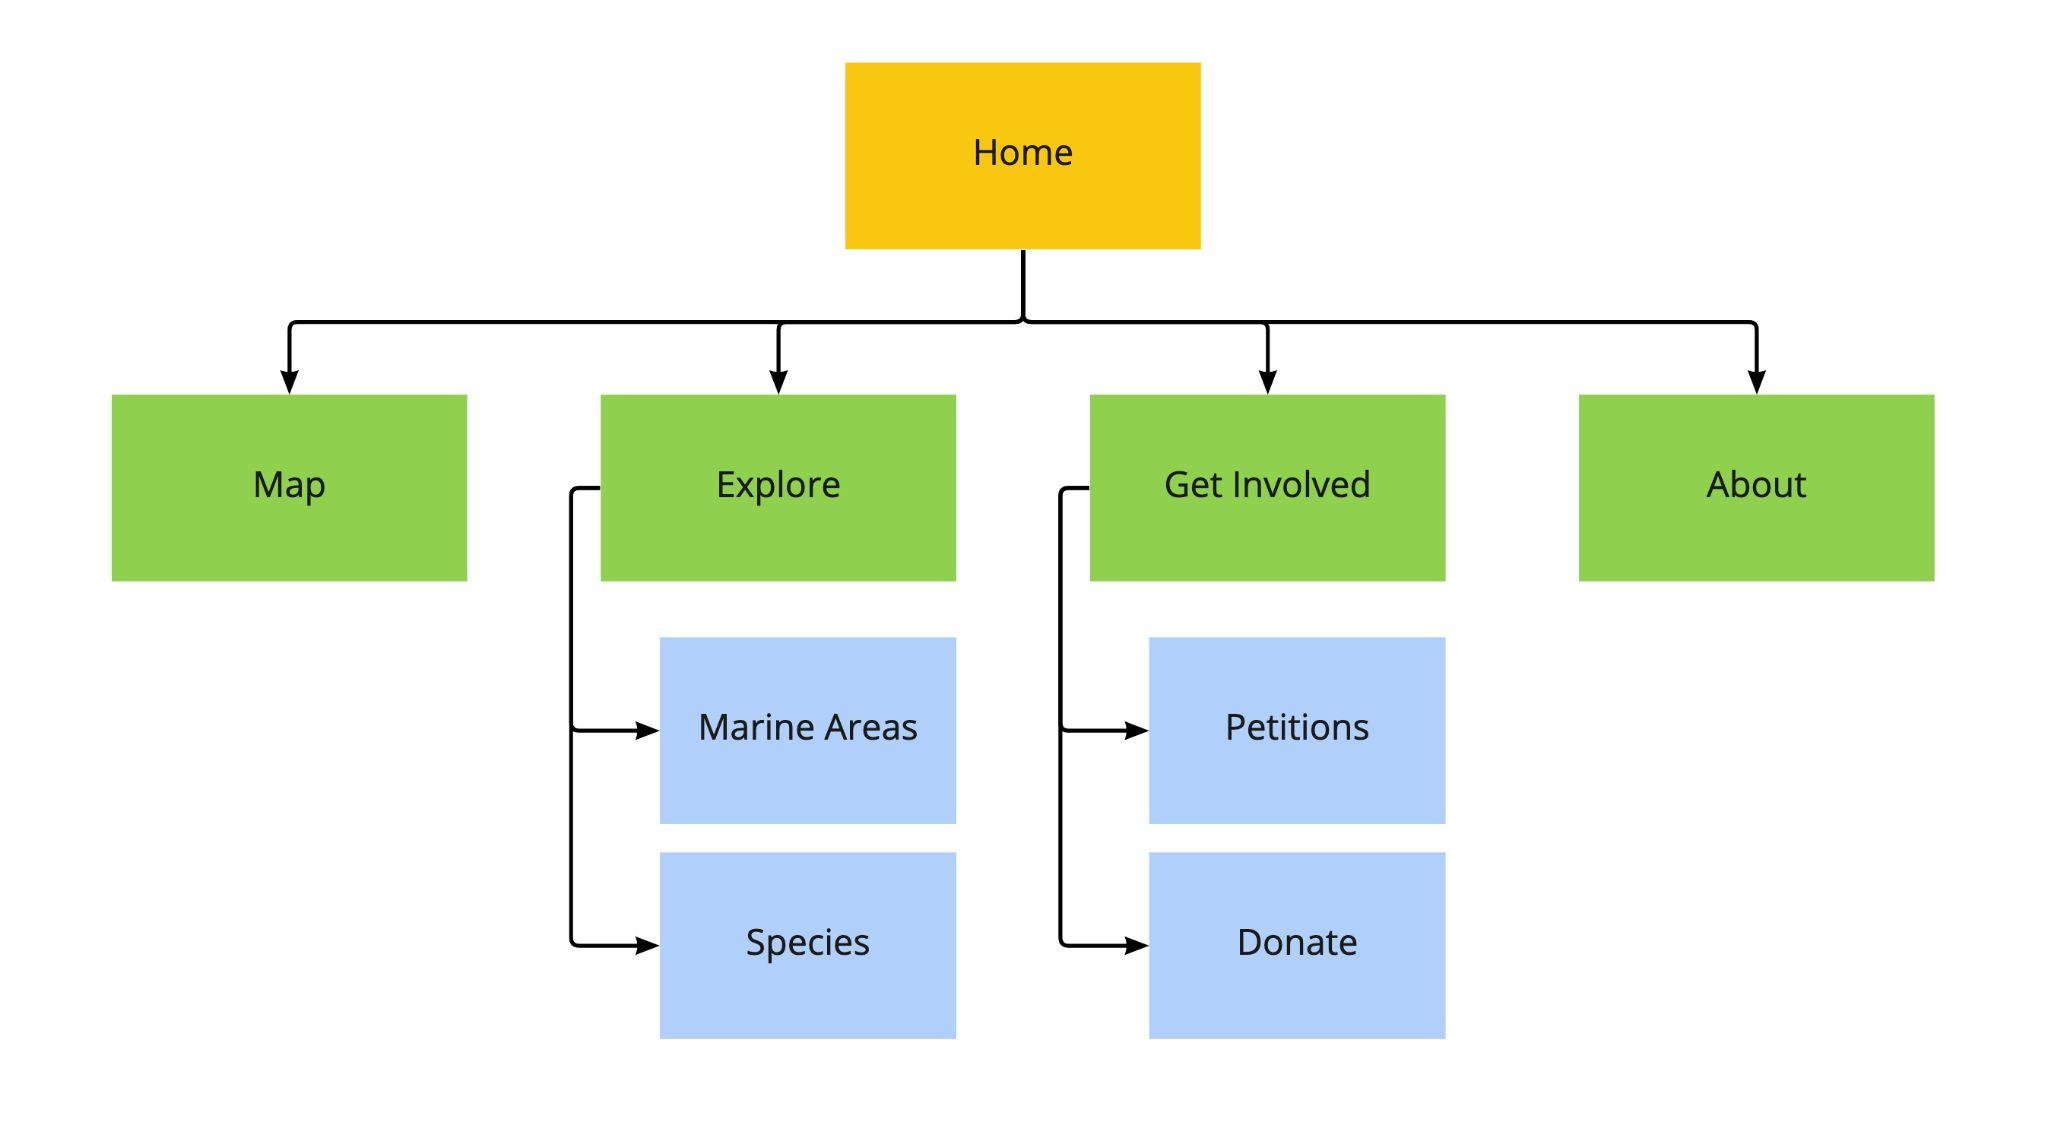 Home
Map
Explore
Get Involved
About
Marine Areas
Petitions
Species
Donate